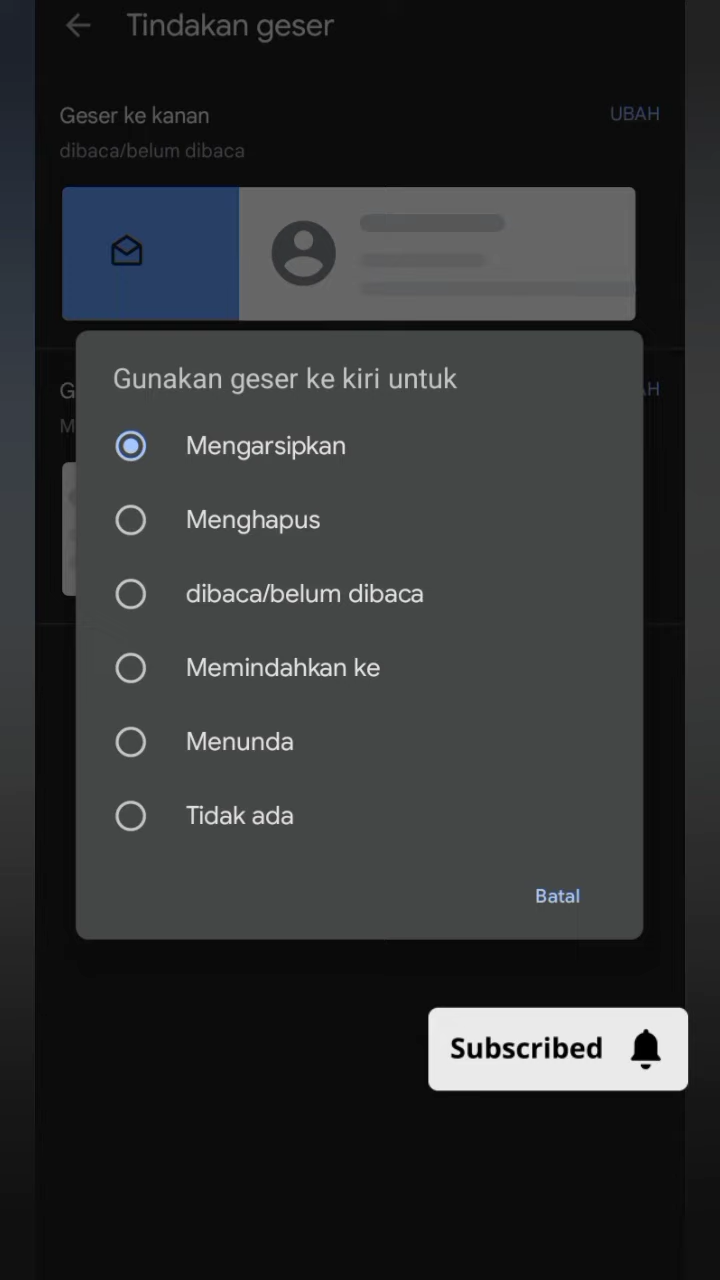 Tindakan geser
Geser ke kanan
UBAH
dibaca/belum dibaca
Gunakan geser ke kiri untuk
Mengarsipkan
Menghapus
dibaca/belum dibaca
Memindahkan ke
Menunda
Tidak ada
Batal
Subscribed